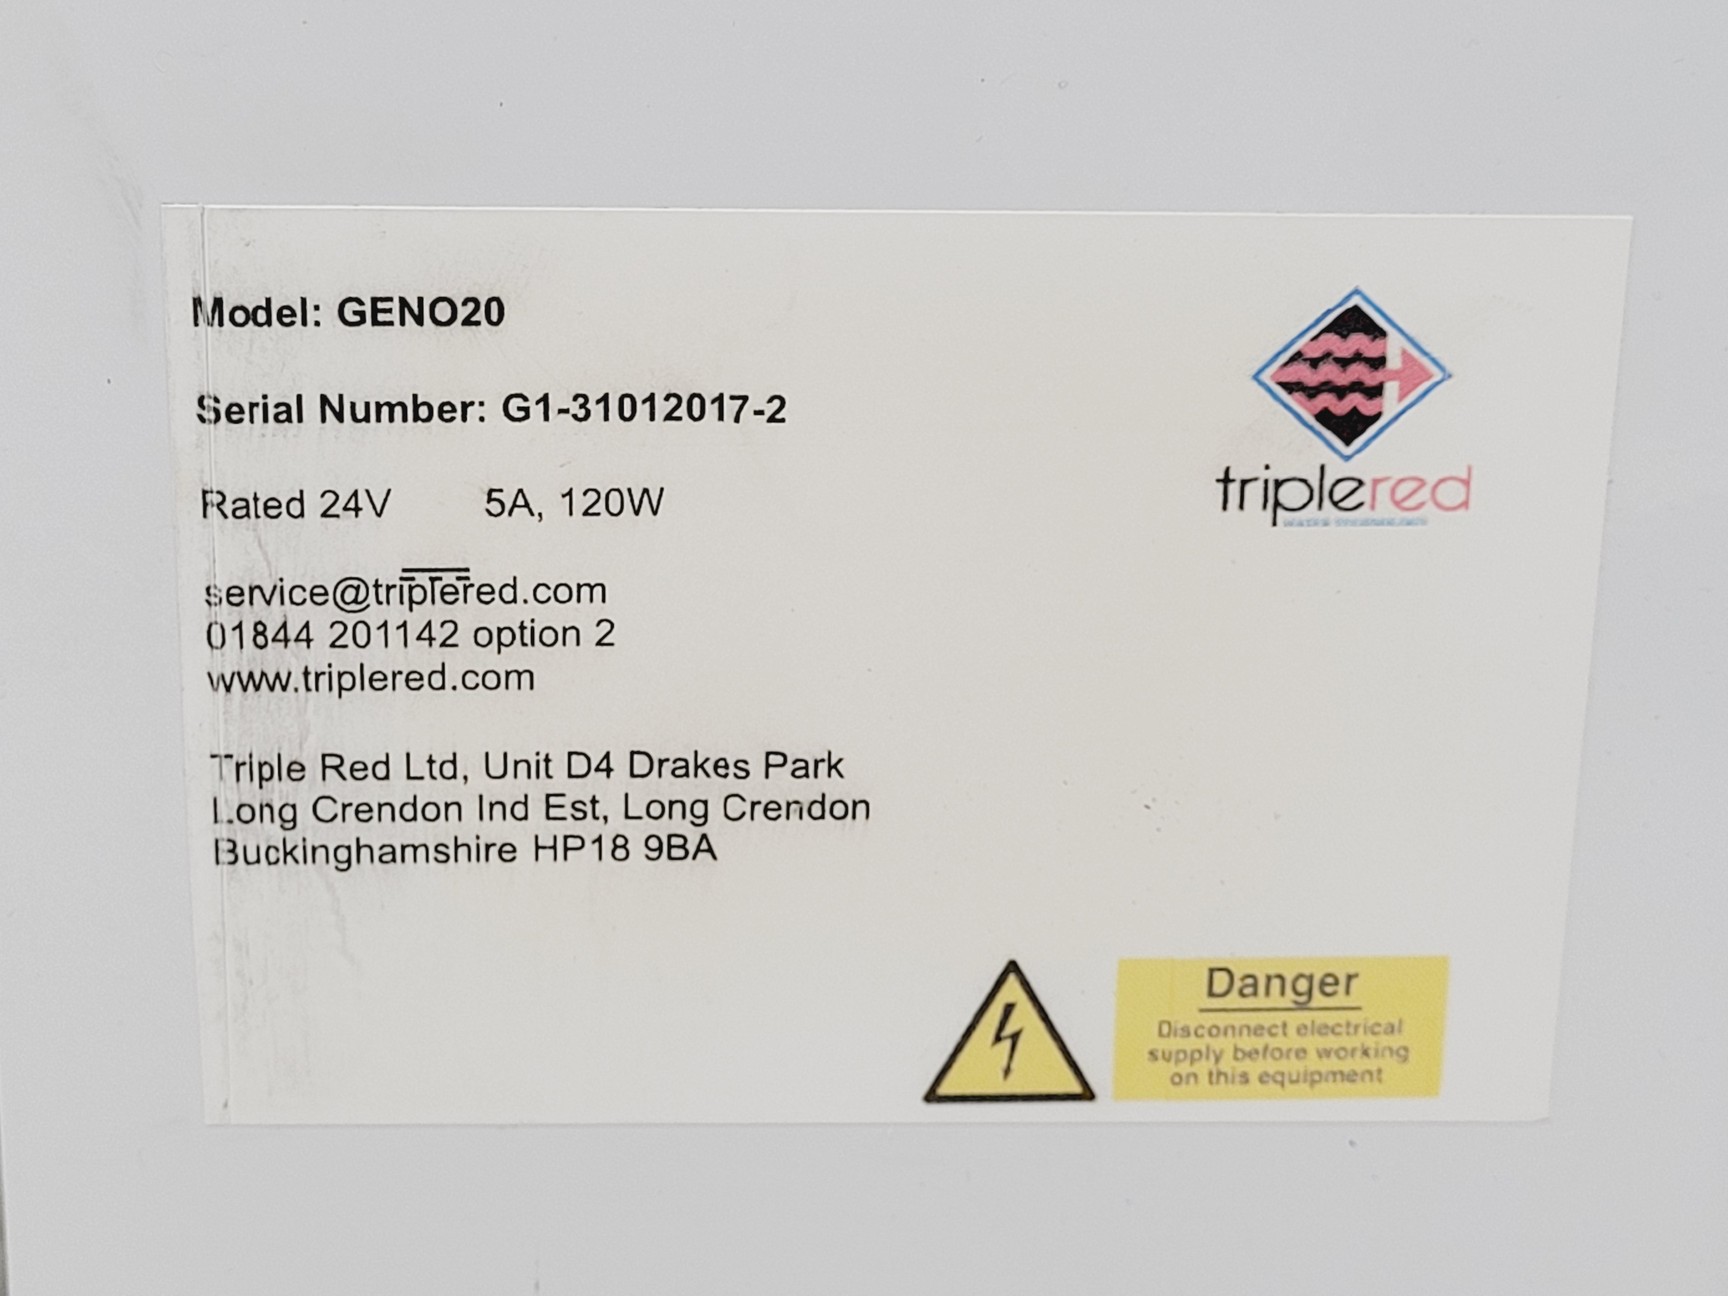 Model: GENO20
Serial Number: G1-31012017-2
Rated 24V 5A, 120W
service@triplered.com
01844 201142 option 2
www.triplered.com
Triple Red Ltd, Unit D4 Drakes Park
Long Crendon Ind Est, Long Crendon
Buckinghamshire HP18 9BA
triplered
WATER TECHNOLOGY
Danger
Disconnect electrical
supply before working
on this equipment